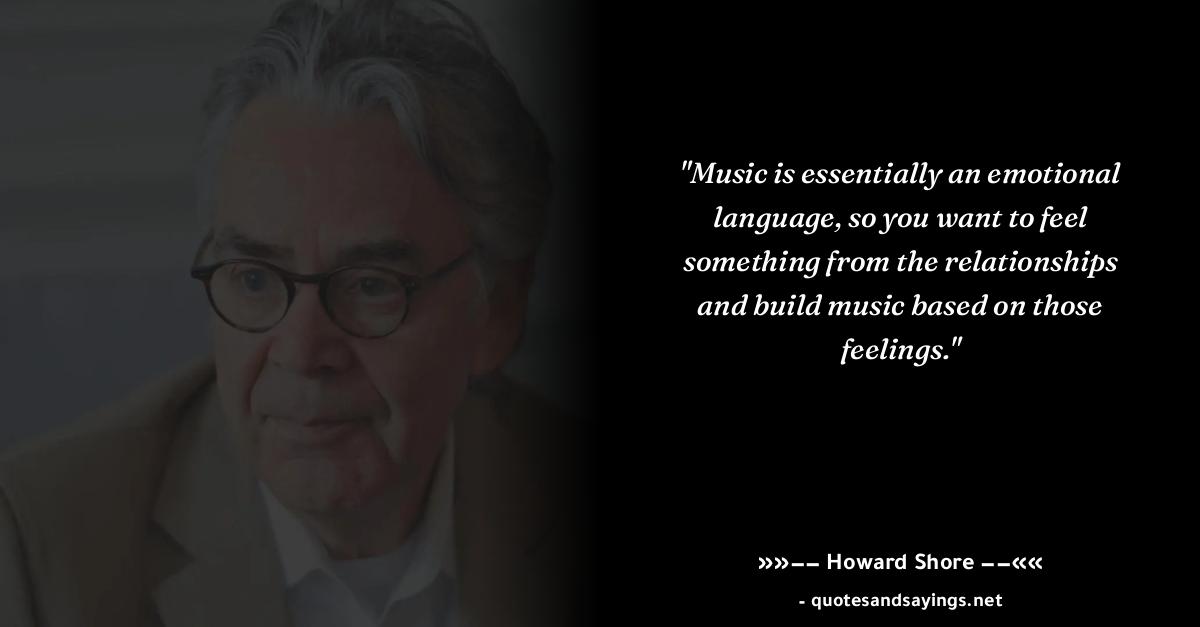 "Music is essentially an emotional
language, so you want to feel
something from the relationships
and build music based on those
feelings."
»»−− Howard Shore −−««
- quotesandsayings.net